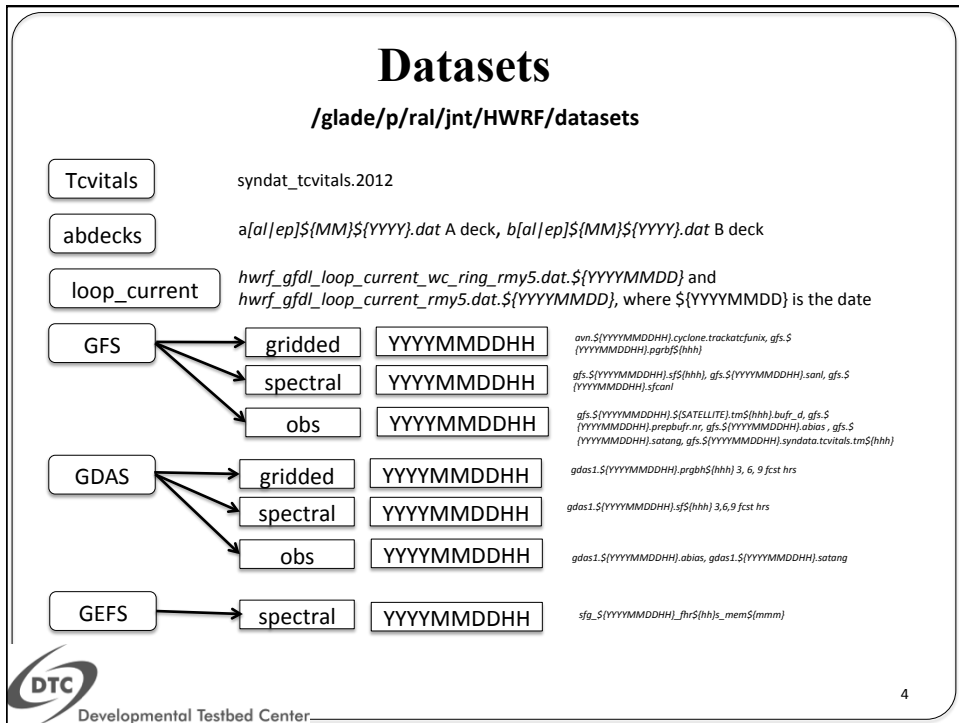 Datasets
/glade/p/ral/jnt/HWRF/datasets
Tcvitals
syndat_tcvitals.2012
abdecks
a[al|ep]${MM}${YYYY}.dat A deck, b[al|ep]${MM}${YYYY}.dat B deck
loop_current
hwrf_gfdl_loop_current_wc_ring_rmy5.dat.${YYYYMMDD} and
hwrf_gfdl_loop_current_rmy5.dat.${YYYYMMDD}, where ${YYYYMMDD} is the date
GFS
gridded
YYYYMMDDHH
avn.${YYYYMMDDHH}.cyclone.trackatcfunix, gfs.$
{YYYYMMDDHH}.pgrbf${hhh}
spectral
YYYYMMDDHH
gfs.${YYYYMMDDHH}.sf${hhh}, gfs.${YYYYMMDDHH}.sanl, gfs.$
{YYYYMMDDHH}.sfcanl
obs
YYYYMMDDHH
gfs.${YYYYMMDDHH}.${SATELLITE}.tm${hhh}.bufr_d, gfs.$
{YYYYMMDDHH}.prepbufr.nr, gfs.${YYYYMMDDHH}.abias , gfs.$
{YYYYMMDDHH}.satang, gfs.${YYYYMMDDHH}.syndata.tcvitals.tm${hhh}
GDAS
gridded
YYYYMMDDHH
gdas1.${YYYYMMDDHH}.prgbh${hhh} 3, 6, 9 fcst hrs
spectral
YYYYMMDDHH
gdas1.${YYYYMMDDHH}.sf${hhh} 3,6,9 fcst hrs
obs
YYYYMMDDHH
gdas1.${YYYYMMDDHH}.abias, gdas1.${YYYYMMDDHH}.satang
GEFS
spectral
YYYYMMDDHH
sfg_${YYYYMMDDHH}_fhr${hh}s_mem${mmm}
DTC
Developmental Testbed Center
4